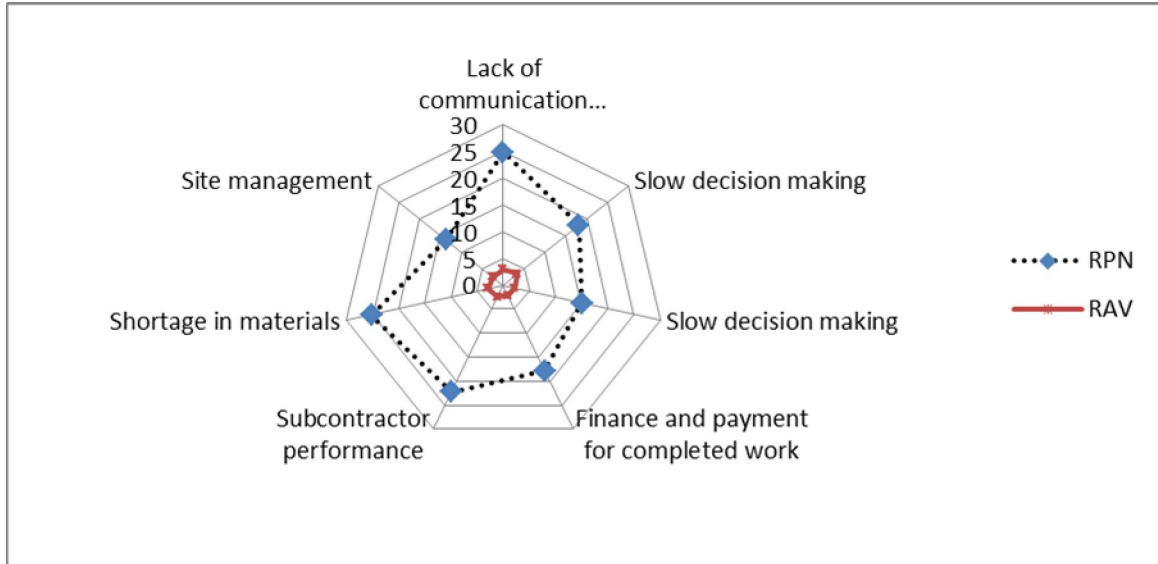 Lack of
communication...
30
25
20
15
10
5
0
Site management
Slow decision making
Shortage in materials
Slow decision making
Subcontractor
performance
Finance and payment
for completed work
RPN
RAV